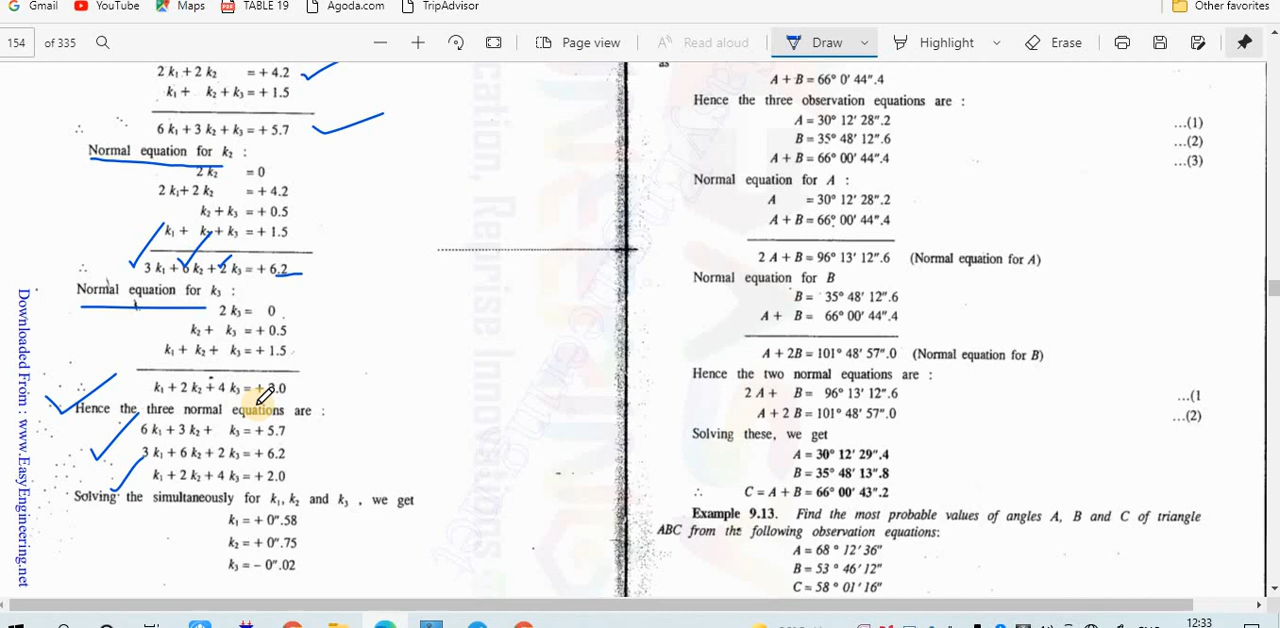 Gmail YouTube Maps TABLE 19 Agoda.com TripAdvisor Other favorites
154 of 335 Page view Read aloud Draw Highlight Erase
2 k₁ + 2 k₂ = + 4.2
k₁ + k₂ + k₃ = + 1.5
∴ 6 k₁ + 3 k₂ + k₃ = + 5.7
Normal equation for k₂ :
2 k₂ = 0
2 k₁ + 2 k₂ = + 4.2
k₂ + k₃ = + 0.5
k₁ + k₂ + k₃ = + 1.5
∴ 3 k₁ + 6 k₂ + 2 k₃ = + 6.2
Normal equation for k₃ :
2 k₃ = 0
k₂ + k₃ = + 0.5
k₁ + k₂ + k₃ = + 1.5
∴ k₁ + 2 k₂ + 4 k₃ = .0
Hence the three normal equations are :
6 k₁ + 3 k₂ + k₃ = + 5.7
3 k₁ + 6 k₂ + 2 k₃ = + 6.2
k₁ + 2 k₂ + 4 k₃ = + 2.0
Solving the simultaneously for k₁, k₂ and k₃ , we get
k₁ = + 0".58
k₂ = + 0".75
k₃ = − 0".02
Downloaded From : www.EasyEngineering.net
as
A + B = 66° 0' 44".4
Hence the three observation equations are :
A = 30° 12' 28".2 ...(1)
B = 35° 48' 12".6 ...(2)
A + B = 66° 00' 44".4 ...(3)
Normal equation for A :
A = 30° 12' 28".2
A + B = 66° 00' 44".4
2 A + B = 96° 13' 12".6 (Normal equation for A)
Normal equation for B
B = 35° 48' 12".6
A + B = 66° 00' 44".4
A + 2B = 101° 48' 57".0 (Normal equation for B)
Hence the two normal equations are :
2 A + B = 96° 13' 12".6 ...(1
A + 2 B = 101° 48' 57".0 ...(2)
Solving these, we get
A = 30° 12' 29".4
B = 35° 48' 13".8
∴ C = A + B = 66° 00' 43".2
Example 9.13. Find the most probable values of angles A, B and C of triangle
ABC from the following observation equations:
A = 68 ° 12' 36"
B = 53 ° 46' 12"
C = 58 ° 01' 16"
12:33